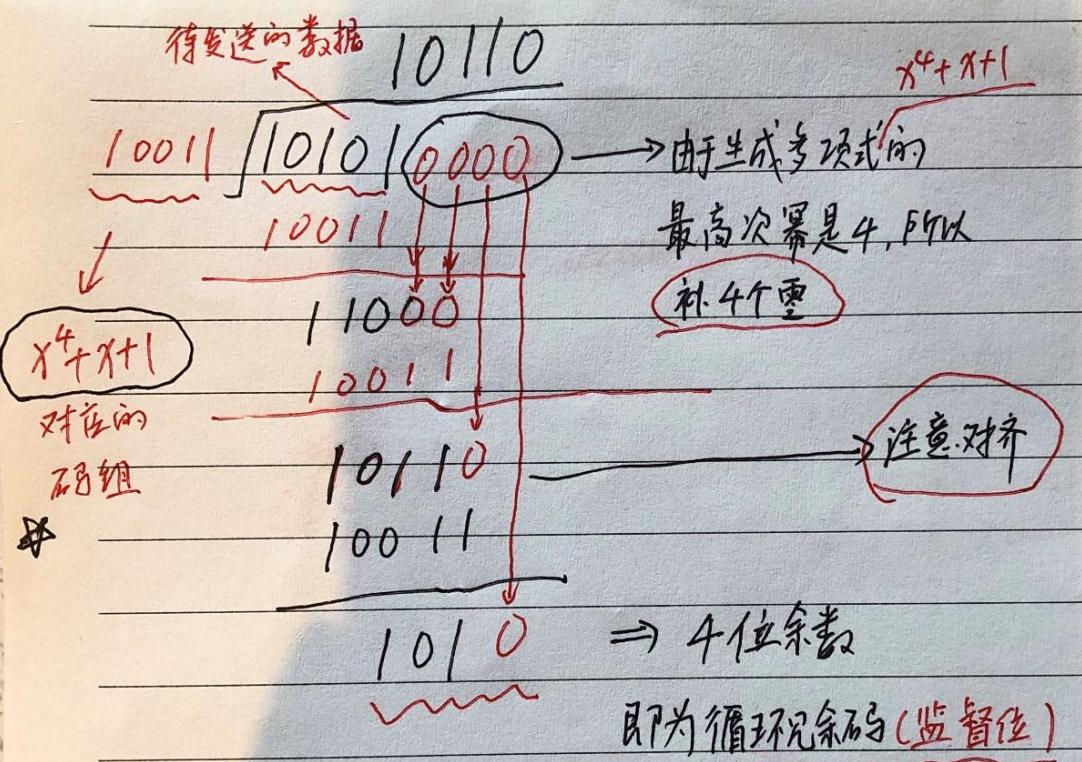 待发送的数据
10110
x⁴+x+1
10011 101010000 → 由于生成多项式的
10011
最高次幂是4，所以
11000
补4个零
x⁴+x+1
10011
对应的
码组
10110
注意对齐
10011
1010 ⇒ 4位余数
即为循环冗余码(监督位)